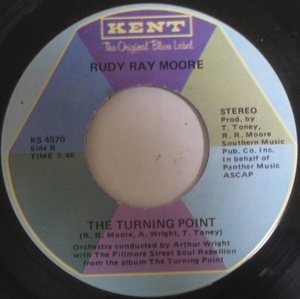 KENT
The Original Blues Label
RUDY RAY MOORE
KS 4570
Side B
TIME 3:40
STEREO
Prod. by
T. Toney,
R. R. Moore
Southern Music
Pub. Co. Inc.
In behalf of
Panther Music
ASCAP
THE TURNING POINT
(R. R. Moore, A. Wright, T. Toney)
Orchestra conducted by Arthur Wright
with The Fillmore Street Soul Rebellion
from the album The Turning Point